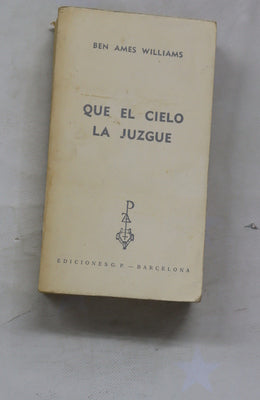 BEN AMES WILLIAMS
QUE EL CIELO
LA JUZGUE
EDICIONES G. P. — BARCELONA